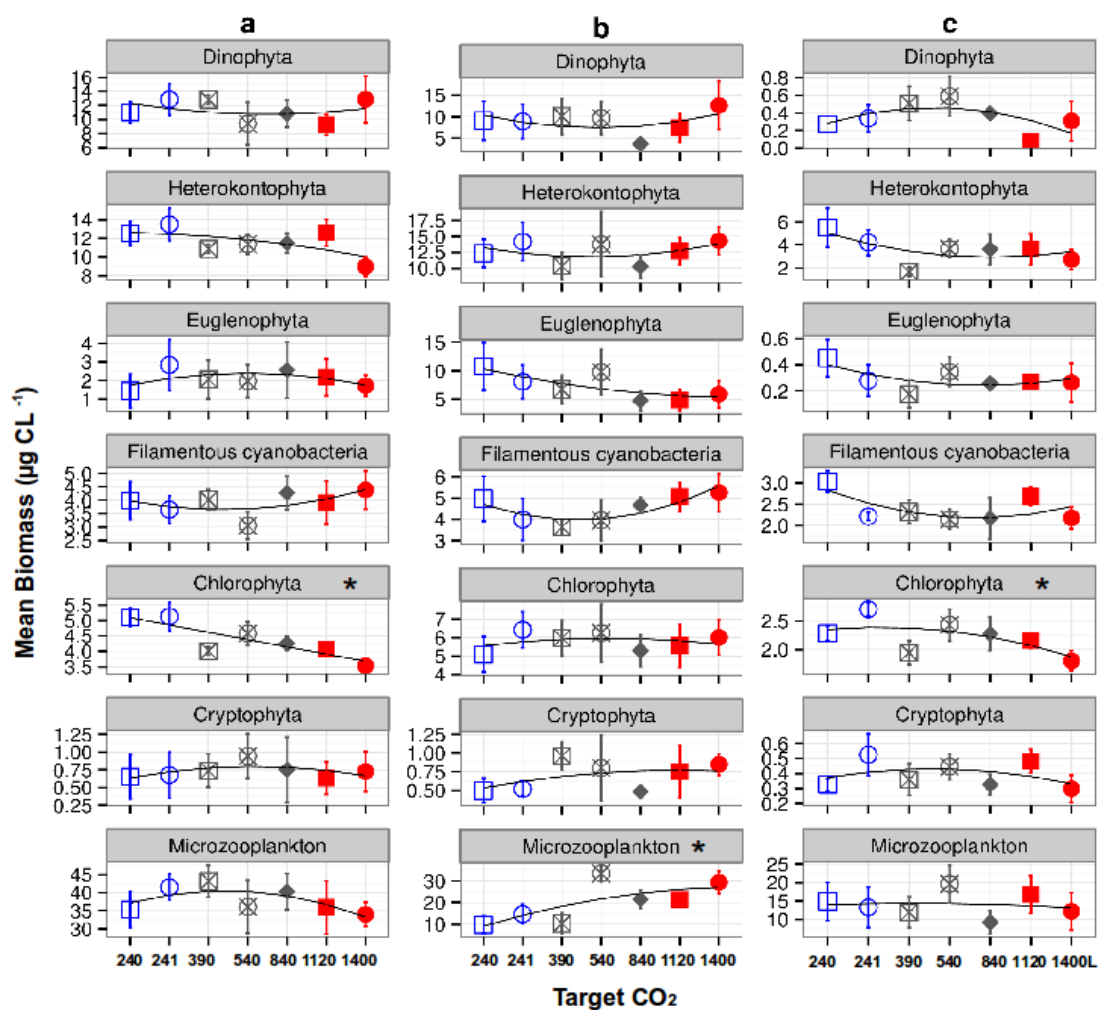 a b c
Mean Biomass (µg CL⁻¹)
Dinophyta Dinophyta Dinophyta
16 14 12 10 8 6
15 10 5
0.8 0.6 0.4 0.2 0.0
Heterokontophyta Heterokontophyta Heterokontophyta
14 12 10 8
17.5 15.0 12.5 10.0
6 4 2
Euglenophyta Euglenophyta Euglenophyta
4 3 2 1
15 10 5
0.6 0.4 0.2
Filamentous cyanobacteria Filamentous cyanobacteria Filamentous cyanobacteria
5.0 4.5 4.0 3.5 3.0 2.5
6 5 4 3
3.0 2.5 2.0
Chlorophyta * Chlorophyta Chlorophyta *
5.5 5.0 4.5 4.0 3.5
7 6 5 4
2.5 2.0
Cryptophyta Cryptophyta Cryptophyta
1.25 1.00 0.75 0.50 0.25
1.25 1.00 0.75 0.50
0.6 0.5 0.4 0.3 0.2
Microzooplankton Microzooplankton * Microzooplankton
45 40 35 30
30 20 10
25 20 15 10
240 241 390 540 840 1120 1400
240 241 390 540 840 1120 1400
240 241 390 540 840 1120 1400L
Target CO₂